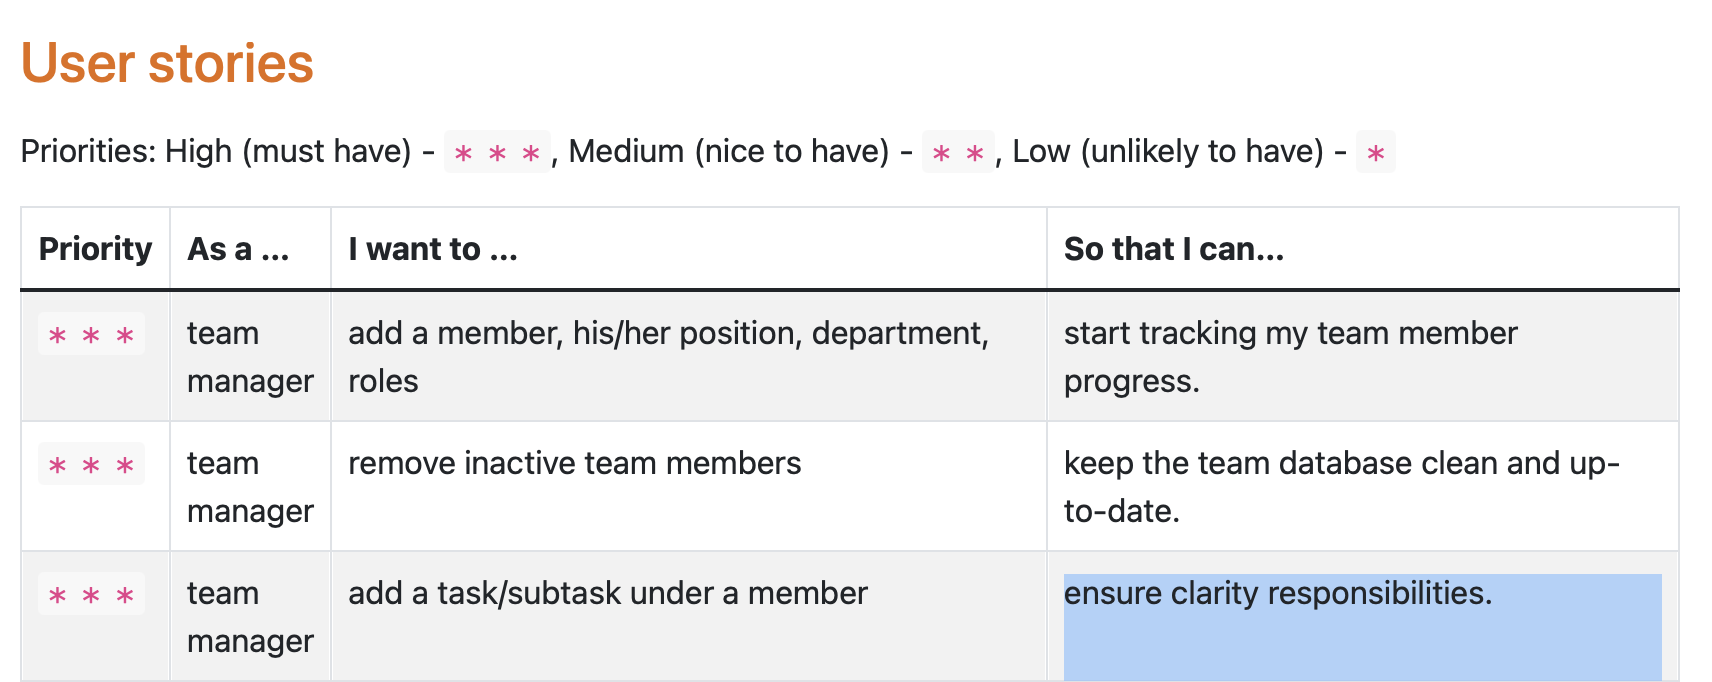 User stories
Priorities: High (must have) - * * *, Medium (nice to have) - * *, Low (unlikely to have) - *
Priority As a ... I want to ... So that I can...
* * * team manager add a member, his/her position, department, roles start tracking my team member progress.
* * * team manager remove inactive team members keep the team database clean and up-to-date.
* * * team manager add a task/subtask under a member ensure clarity responsibilities.